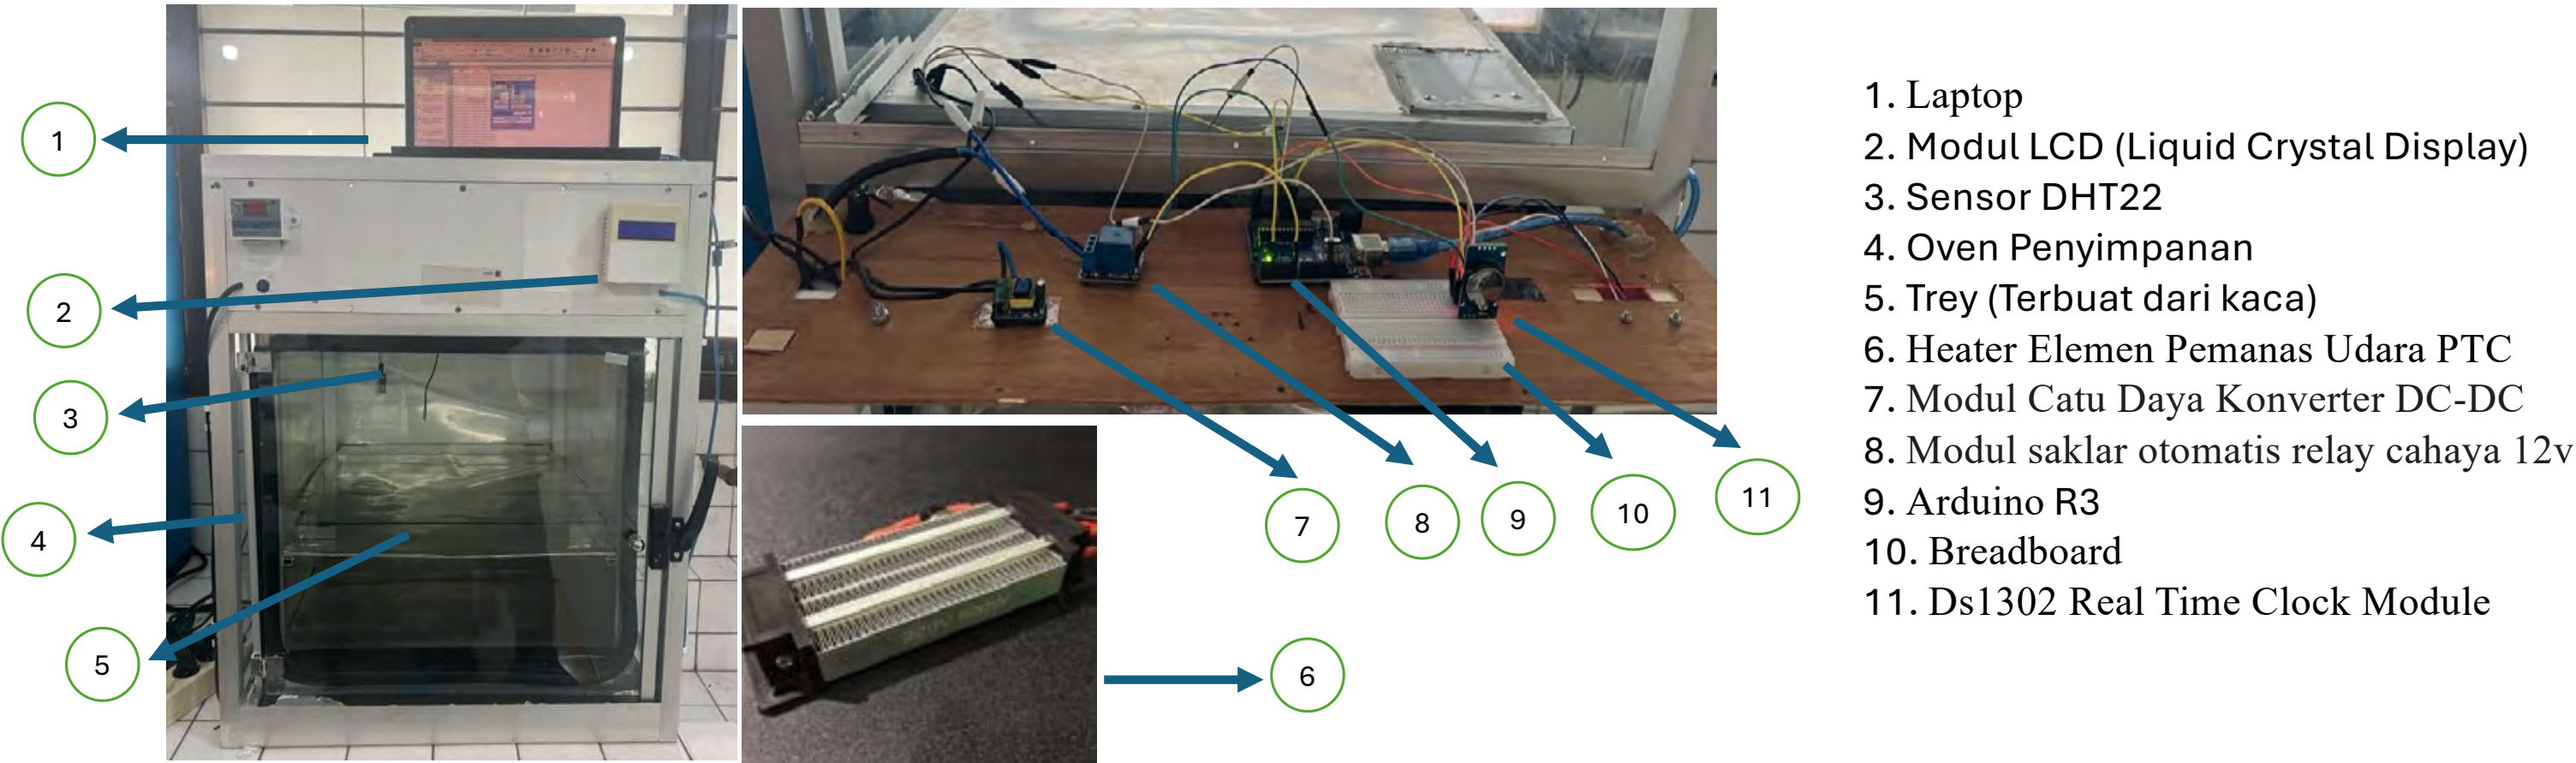 1
2
3
4
5
6
7
8
9
10
11
1. Laptop
2. Modul LCD (Liquid Crystal Display)
3. Sensor DHT22
4. Oven Penyimpanan
5. Trey (Terbuat dari kaca)
6. Heater Elemen Pemanas Udara PTC
7. Modul Catu Daya Konverter DC-DC
8. Modul saklar otomatis relay cahaya 12v
9. Arduino R3
10. Breadboard
11. Ds1302 Real Time Clock Module